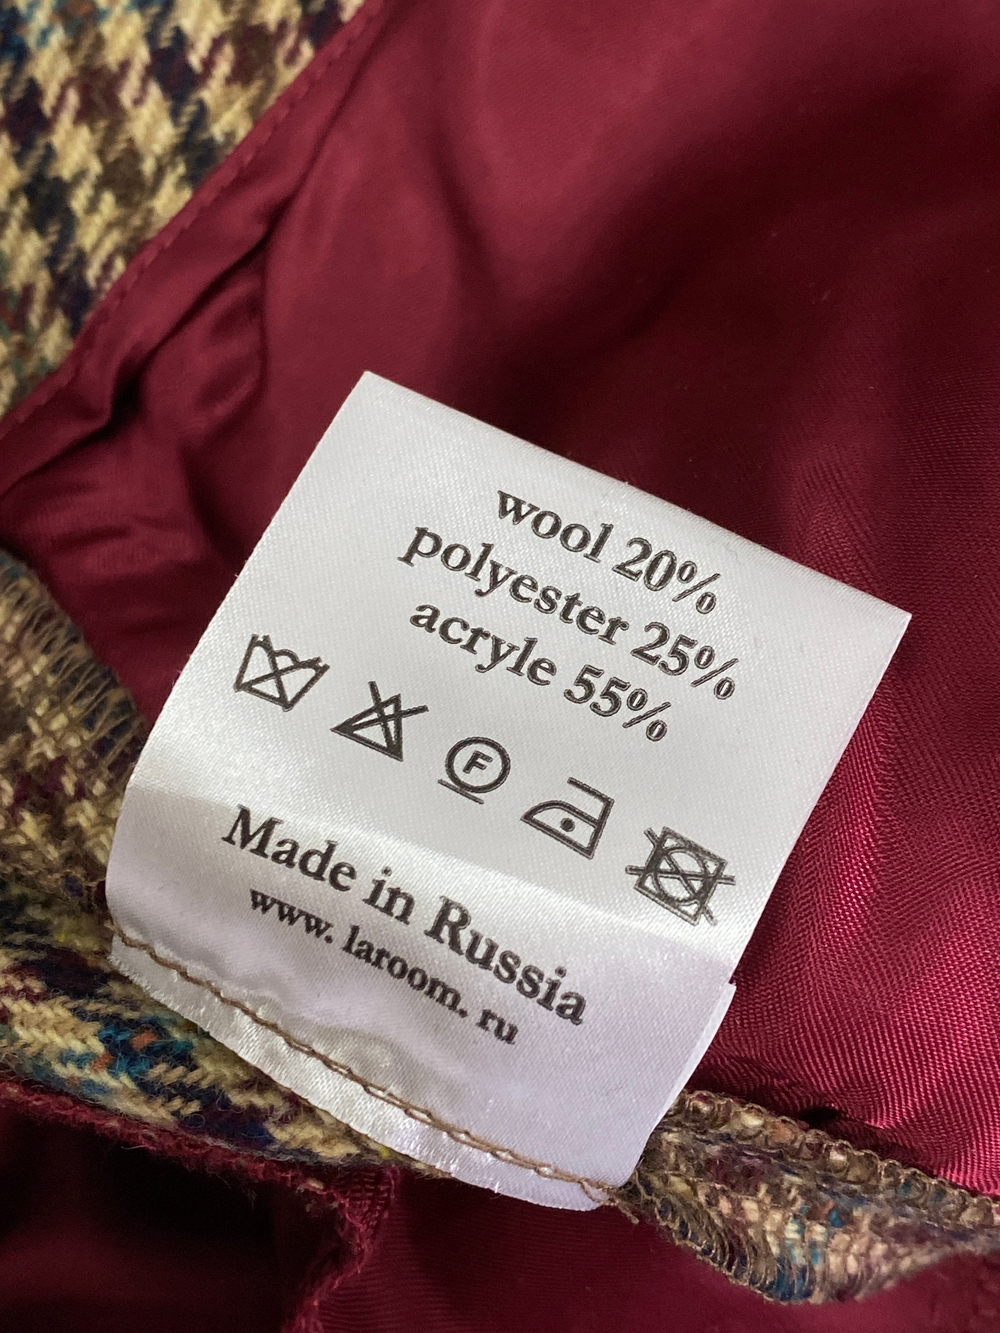 wool 20%
polyester 25%
acryle 55%
F
Made in Russia
www. laroom. ru